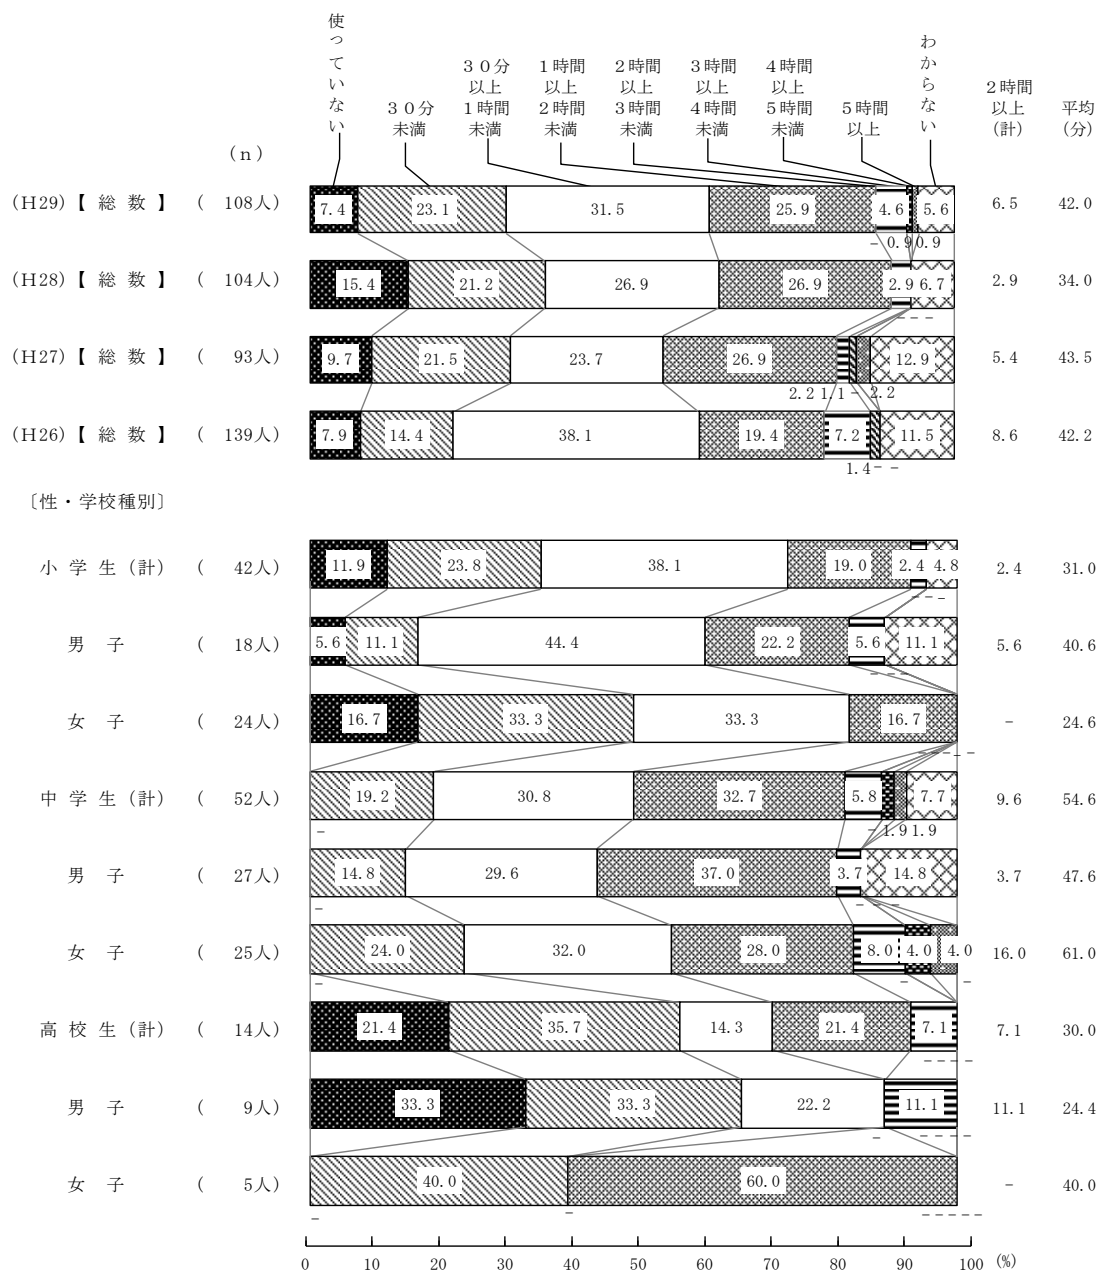 使っていない
３０分
未満
３０分
以上
１時間
未満
１時間
以上
２時間
未満
２時間
以上
３時間
未満
３時間
以上
４時間
未満
４時間
以上
５時間
未満
５時間
以上
わからない
２時間
以上
(計)
平均
(分)
(ｎ)
(H29)【 総 数 】 ( 108人) 7.4 23.1 31.5 25.9 4.6 5.6 6.5 42.0
- 0.9 0.9
(H28)【 総 数 】 ( 104人) 15.4 21.2 26.9 26.9 2.9 6.7 2.9 34.0
- - - -
(H27)【 総 数 】 ( 93人) 9.7 21.5 23.7 26.9 12.9 5.4 43.5
2.2 1.1 - 2.2
(H26)【 総 数 】 ( 139人) 7.9 14.4 38.1 19.4 7.2 11.5 8.6 42.2
1.4 - -
〔性・学校種別〕
小 学 生 (計) ( 42人) 11.9 23.8 38.1 19.0 2.4 4.8 2.4 31.0
- - -
男 子 ( 18人) 5.6 11.1 44.4 22.2 5.6 11.1 5.6 40.6
- - - -
女 子 ( 24人) 16.7 33.3 33.3 16.7 - 24.6
- - - - -
中 学 生 (計) ( 52人) 19.2 30.8 32.7 5.8 7.7 9.6 54.6
- - 1.9 1.9
男 子 ( 27人) 14.8 29.6 37.0 3.7 14.8 3.7 47.6
- - - -
女 子 ( 25人) 24.0 32.0 28.0 8.0 4.0 4.0 16.0 61.0
- - -
高 校 生 (計) ( 14人) 21.4 35.7 14.3 21.4 7.1 7.1 30.0
- - - -
男 子 ( 9人) 33.3 33.3 22.2 11.1 11.1 24.4
- - - - -
女 子 ( 5人) 40.0 60.0 - 40.0
- - - - - - -
0 10 20 30 40 50 60 70 80 90 100 (%)